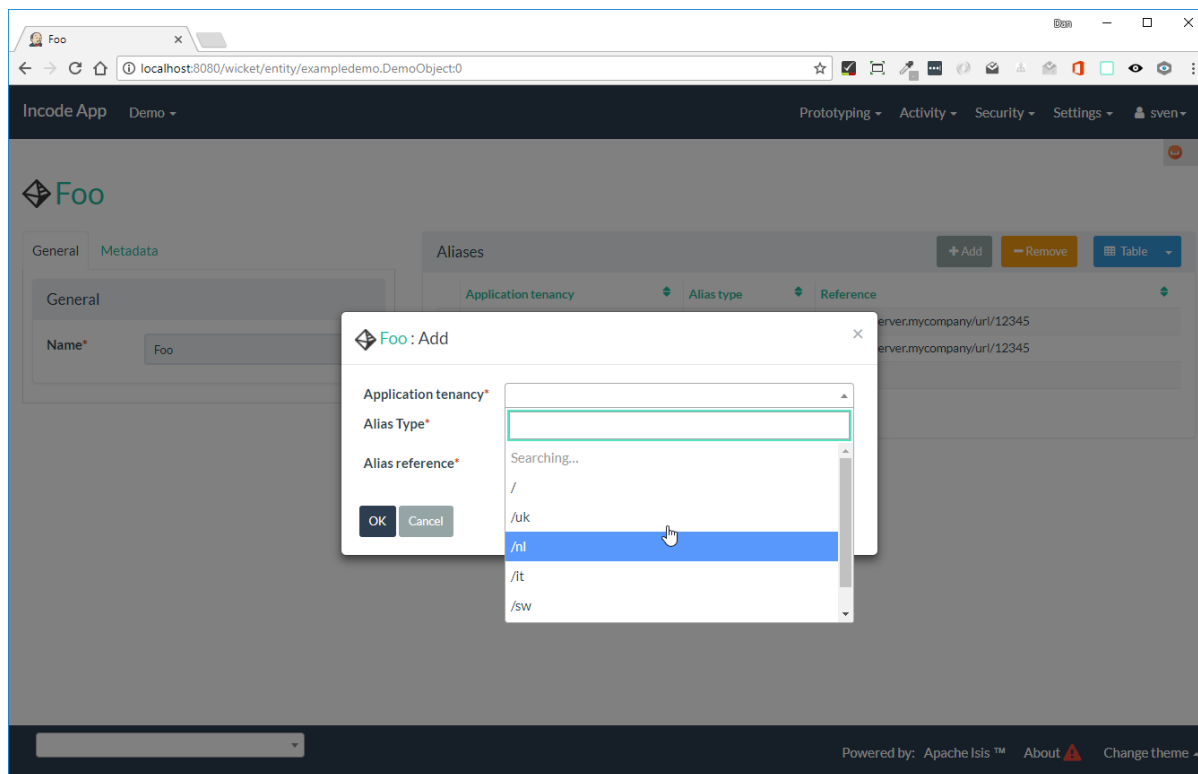 Dan
Foo
localhost:8080/wicket/entity/exampledemo.DemoObject:0
Incode App Demo Prototyping Activity Security Settings sven
Foo
General Metadata
Aliases
+Add
Remove
Table
General
Application tenancy Alias type Reference
Name* Foo
erver.mycompany/url/12345
erver.mycompany/url/12345
Foo : Add ×
Application tenancy*
Alias Type*
Alias reference*
Searching...
/
/uk
/nl
/it
/sw
OK Cancel
Powered by: Apache Isis ™ About Change theme